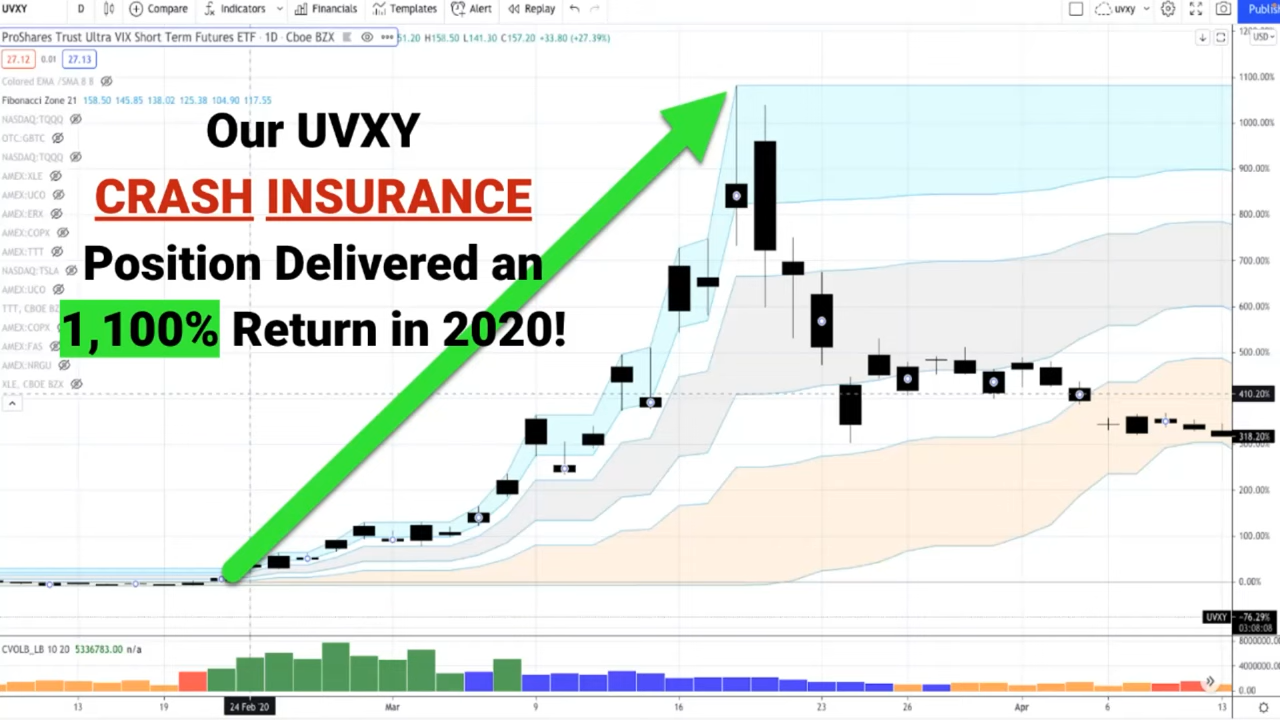 UVXY D Compare Indicators Financials Templates Alert Replay uvxy Publis
ProShares Trust Ultra VIX Short Term Futures ETF · 1D · Cboe BZX 51.20 H158.50 L141.30 C157.20 +33.80 (+27.39%)
USD
27.12 0.01 27.13
Colored EMA /SMA 8 8
Fibonacci Zone 21 158.50 145.85 138.02 125.38 104.90 117.55
NASDAQ:TQQQ
OTC:GBTC
NASDAQ:TQQQ
AMEX:XLE
AMEX:UCO
AMEX:ERX
AMEX:COPX
AMEX:TTT
NASDAQ:TSLA
AMEX:UCO
TTT, CBOE BZ
AMEX:COPX
AMEX:FAS
AMEX:NRGU
XLE, CBOE BZX
Our UVXY
CRASH INSURANCE
Position Delivered an
1,100% Return in 2020!
1200.00%
1100.00%
1000.00%
900.00%
800.00%
700.00%
600.00%
500.00%
410.20%
318.20%
300.00%
200.00%
100.00%
0.00%
UVXY -76.29%
03:08:08
CVOLB_LB 10 20 5336783.00 n/a
8000000.00
4000000.00
0.00
13 19 24 Feb '20 Mar 9 16 23 26 Apr 6 13